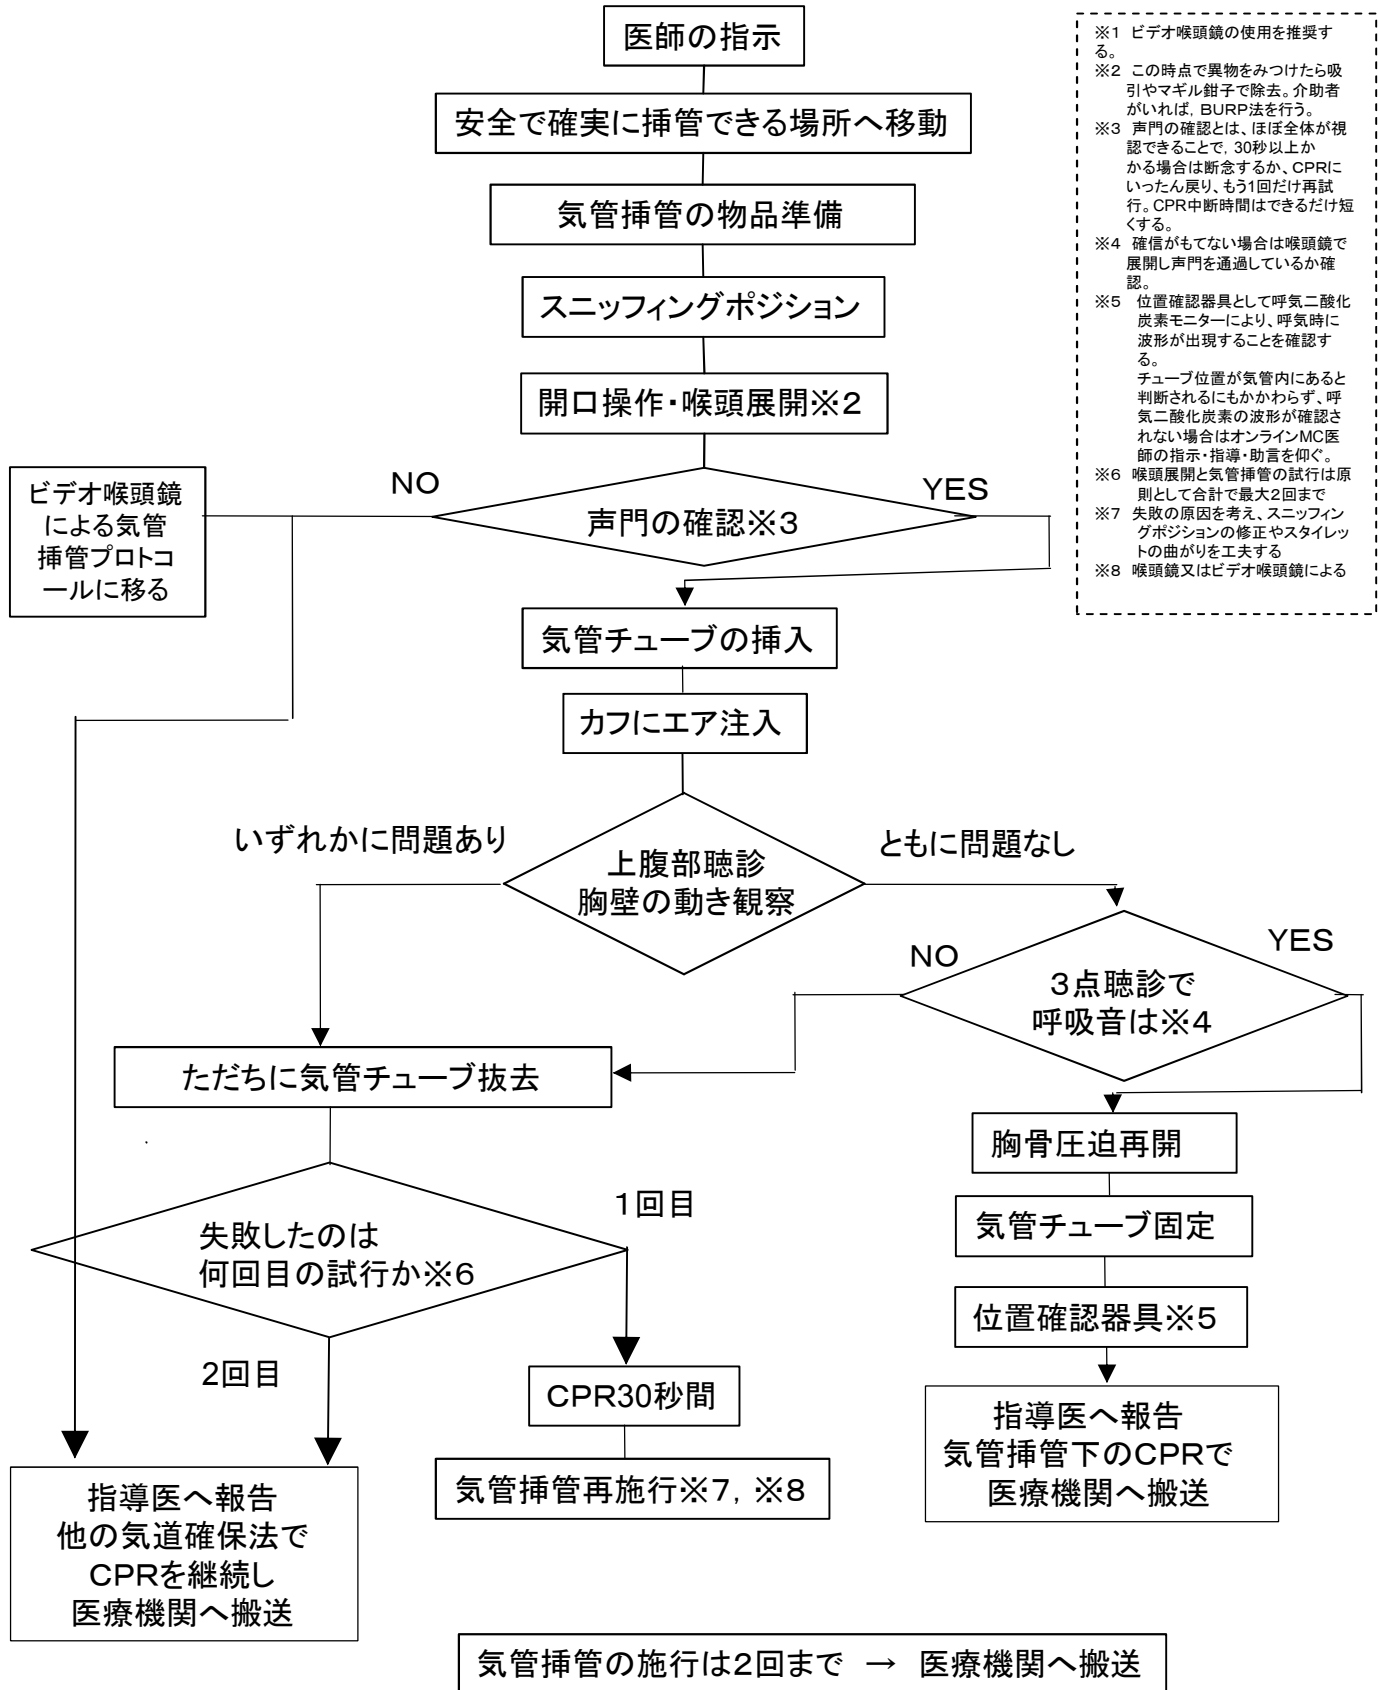 医師の指示
安全で確実に挿管できる場所へ移動
気管挿管の物品準備
スニッフィングポジション
開口操作・喉頭展開※2
※1 ビデオ喉頭鏡の使用を推奨す
る。
※2 この時点で異物をみつけたら吸
引やマギル鉗子で除去。介助者
がいれば, BURP法を行う。
※3 声門の確認とは、ほぼ全体が視
認できることで, 30秒以上か
かる場合は断念するか、CPRに
いったん戻り、もう1回だけ再試
行。CPR中断時間はできるだけ短
くする。
※4 確信がもてない場合は喉頭鏡で
展開し声門を通過しているか確
認。
※5 位置確認器具として呼気二酸化
炭素モニターにより、呼気時に
波形が出現することを確認す
る。
チューブ位置が気管内にあると
判断されるにもかかわらず、呼
気二酸化炭素の波形が確認さ
れない場合はオンラインMC医
師の指示・指導・助言を仰ぐ。
※6 喉頭展開と気管挿管の試行は原
則として合計で最大2回まで
※7 失敗の原因を考え、スニッフィン
グポジションの修正やスタイレッ
トの曲がりを工夫する
※8 喉頭鏡又はビデオ喉頭鏡による
NO
YES
声門の確認※3
ビデオ喉頭鏡
による気管
挿管プロトコ
ールに移る
気管チューブの挿入
カフにエア注入
いずれかに問題あり
ともに問題なし
上腹部聴診
胸壁の動き観察
NO
YES
3点聴診で
呼吸音は※4
ただちに気管チューブ抜去
胸骨圧迫再開
1回目
失敗したのは
何回目の試行か※6
気管チューブ固定
位置確認器具※5
2回目
CPR30秒間
指導医へ報告
気管挿管下のCPRで
医療機関へ搬送
気管挿管再施行※7, ※8
指導医へ報告
他の気道確保法で
CPRを継続し
医療機関へ搬送
気管挿管の施行は2回まで → 医療機関へ搬送